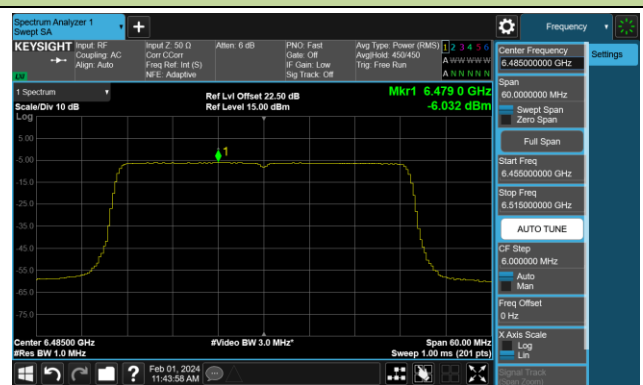 Spectrum Analyzer 1
Swept SA
Frequency
KEYSIGHT
Input: RF
Coupling: AC
Align: Auto
Input Z: 50 Ω
Corr CCorr
Freq Ref: Int (S)
NFE: Adaptive
Atten: 6 dB
PNO: Fast
Gate: Off
IF Gain: Low
Sig Track: Off
Avg Type: Power (RMS)
Avg|Hold: 450/450
Trig: Free Run
1 2 3 4 5 6
A W W W W W
A N N N N N
LW
1 Spectrum
Scale/Div 10 dB
Log
Ref Lvl Offset 22.50 dB
Ref Level 15.00 dBm
Mkr1 6.479 0 GHz
-6.032 dBm
1
5.00
-5.00
-15.0
-25.0
-35.0
-45.0
-55.0
-65.0
-75.0
Center 6.48500 GHz
#Res BW 1.0 MHz
#Video BW 3.0 MHz*
Span 60.00 MHz
Sweep 1.00 ms (201 pts)
Center Frequency
6.485000000 GHz
Settings
Span
60.0000000 MHz
Swept Span
Zero Span
Full Span
Start Freq
6.455000000 GHz
Stop Freq
6.515000000 GHz
AUTO TUNE
CF Step
6.000000 MHz
Auto
Man
Freq Offset
0 Hz
X Axis Scale
Log
Lin
Signal Track
(Span Zoom)
Feb 01, 2024
11:43:58 AM